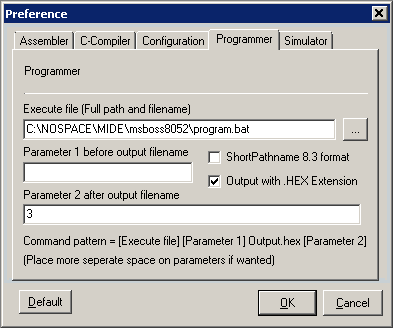 Preference
Assembler C-Compiler Configuration Programmer Simulator
Programmer
Execute file (Full path and filename)
C:\NOSPACE\MIDE\msboss8052\program.bat ...
Parameter 1 before output filename
ShortPathname 8.3 format
Output with .HEX Extension
Parameter 2 after output filename
3
Command pattern = [Execute file] [Parameter 1] Output.hex [Parameter 2]
(Place more seperate space on parameters if wanted)
Default OK Cancel